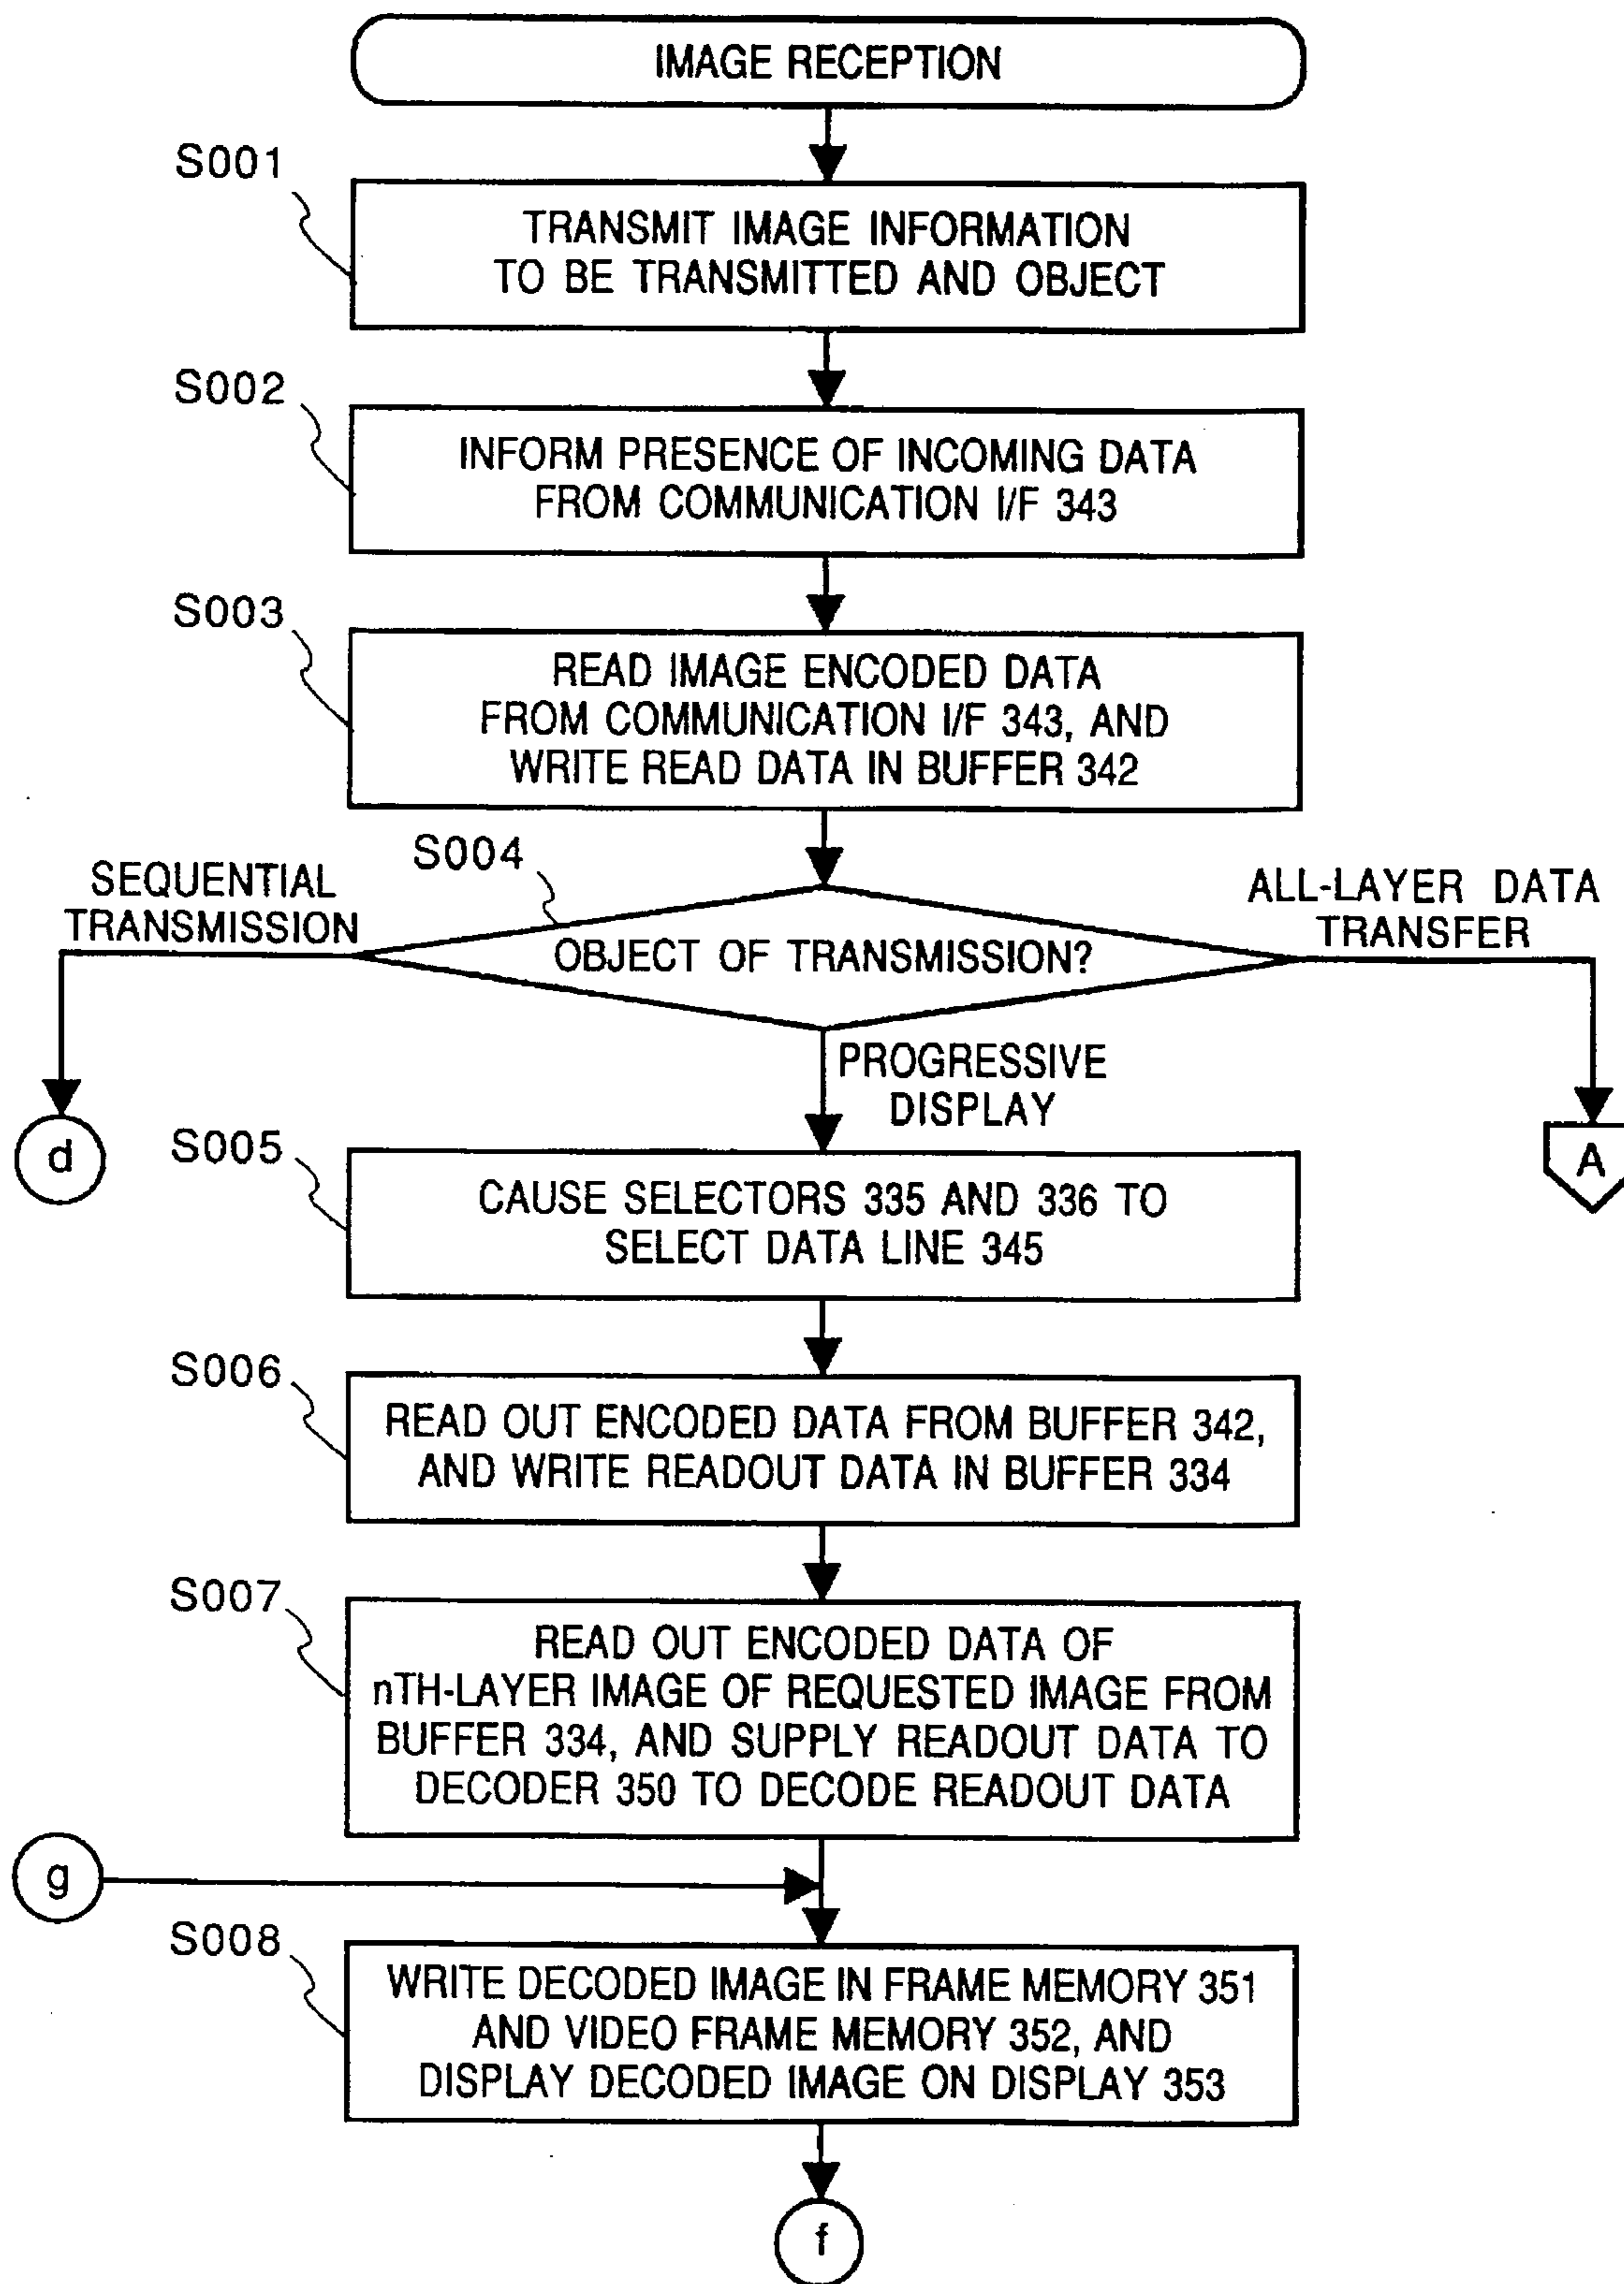 IMAGE RECEPTION
S001
TRANSMIT IMAGE INFORMATION
TO BE TRANSMITTED AND OBJECT
S002
INFORM PRESENCE OF INCOMING DATA
FROM COMMUNICATION I/F 343
S003
READ IMAGE ENCODED DATA
FROM COMMUNICATION I/F 343, AND
WRITE READ DATA IN BUFFER 342
S004
SEQUENTIAL
TRANSMISSION
OBJECT OF TRANSMISSION?
ALL-LAYER DATA
TRANSFER
PROGRESSIVE
DISPLAY
d
A
S005
CAUSE SELECTORS 335 AND 336 TO
SELECT DATA LINE 345
S006
READ OUT ENCODED DATA FROM BUFFER 342,
AND WRITE READOUT DATA IN BUFFER 334
S007
READ OUT ENCODED DATA OF
nTH-LAYER IMAGE OF REQUESTED IMAGE FROM
BUFFER 334, AND SUPPLY READOUT DATA TO
DECODER 350 TO DECODE READOUT DATA
g
S008
WRITE DECODED IMAGE IN FRAME MEMORY 351
AND VIDEO FRAME MEMORY 352, AND
DISPLAY DECODED IMAGE ON DISPLAY 353
f